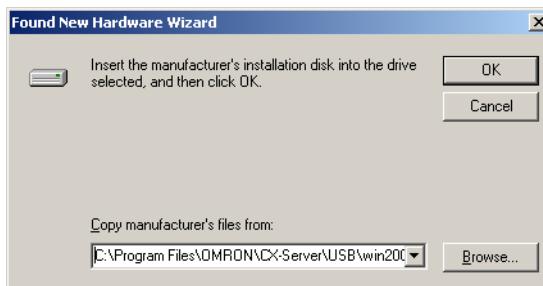 Found New Hardware Wizard
Insert the manufacturer's installation disk into the drive
selected, and then click OK.
OK
Cancel
Copy manufacturer's files from:
C:\Program Files\OMRON\CX-Server\USB\win200
Browse...